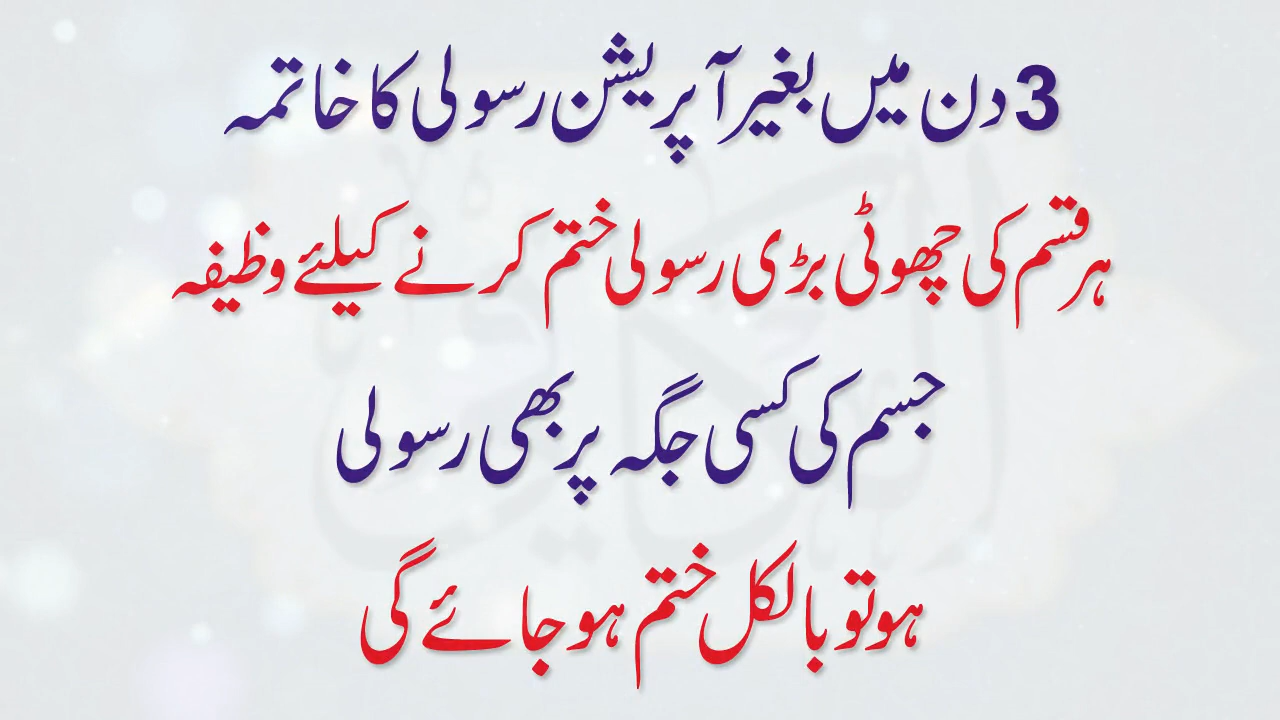 3 دن میں بغیر آپریشن رسولی کا خاتمہ
ہر قسم کی چھوٹی بڑی رسولی ختم کرنے کیلئے وظیفہ
جسم کی کسی جگہ پر بھی رسولی
ہو تو بالکل ختم ہو جائے گی